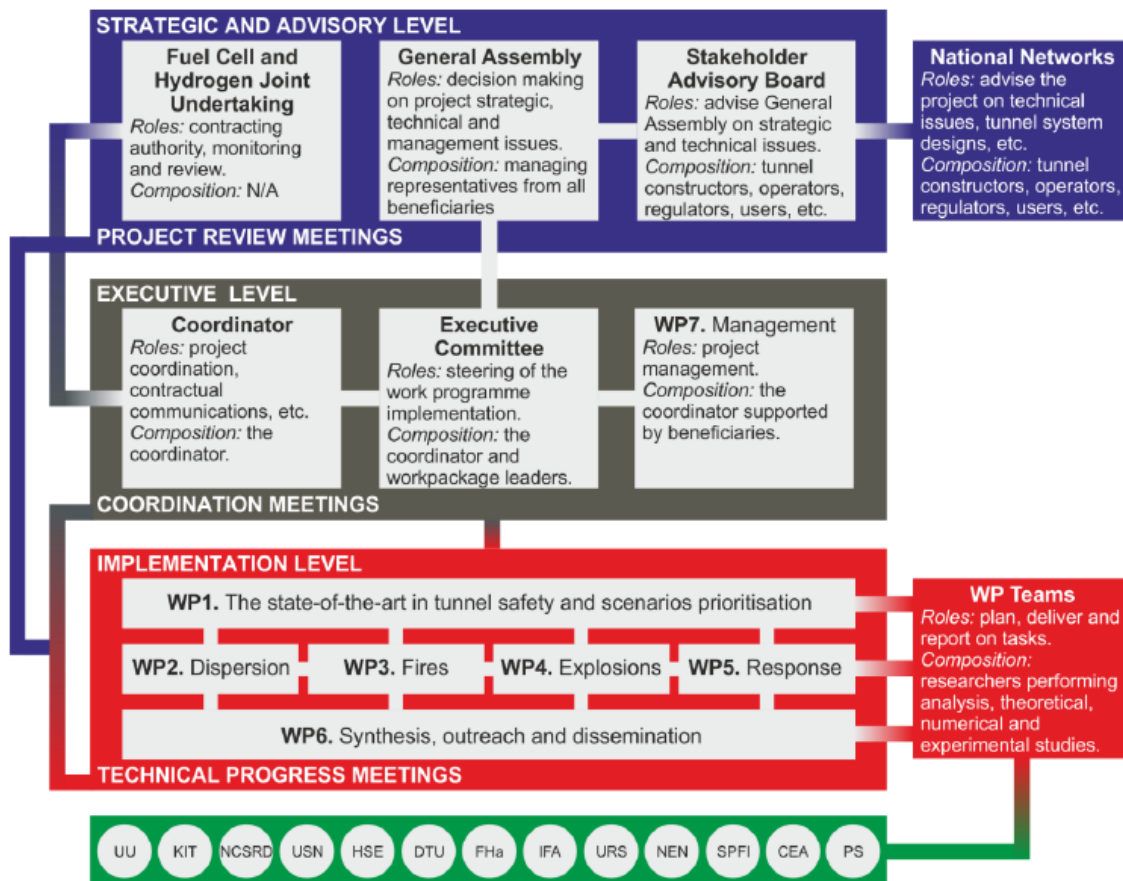 STRATEGIC AND ADVISORY LEVEL
Fuel Cell and
Hydrogen Joint
Undertaking
Roles: contracting
authority, monitoring
and review.
Composition: N/A
General Assembly
Roles: decision making
on project strategic,
technical and
management issues.
Composition: managing
representatives from all
beneficiaries
Stakeholder
Advisory Board
Roles: advise General
Assembly on strategic
and technical issues.
Composition: tunnel
constructors, operators,
regulators, users, etc.
National Networks
Roles: advise the
project on technical
issues, tunnel system
designs, etc.
Composition: tunnel
constructors, operators,
regulators, users, etc.
PROJECT REVIEW MEETINGS
EXECUTIVE LEVEL
Coordinator
Roles: project
coordination,
contractual
communications, etc.
Composition: the
coordinator.
Executive
Committee
Roles: steering of the
work programme
implementation.
Composition: the
coordinator and
workpackage leaders.
WP7. Management
Roles: project
management.
Composition: the
coordinator supported
by beneficiaries.
COORDINATION MEETINGS
IMPLEMENTATION LEVEL
WP1. The state-of-the-art in tunnel safety and scenarios prioritisation
WP2. Dispersion
WP3. Fires
WP4. Explosions
WP5. Response
WP6. Synthesis, outreach and dissemination
TECHNICAL PROGRESS MEETINGS
WP Teams
Roles: plan, deliver and
report on tasks.
Composition:
researchers performing
analysis, theoretical,
numerical and
experimental studies.
UU KIT NCSRD USN HSE DTU FHa IFA URS NEN SPFI CEA PS